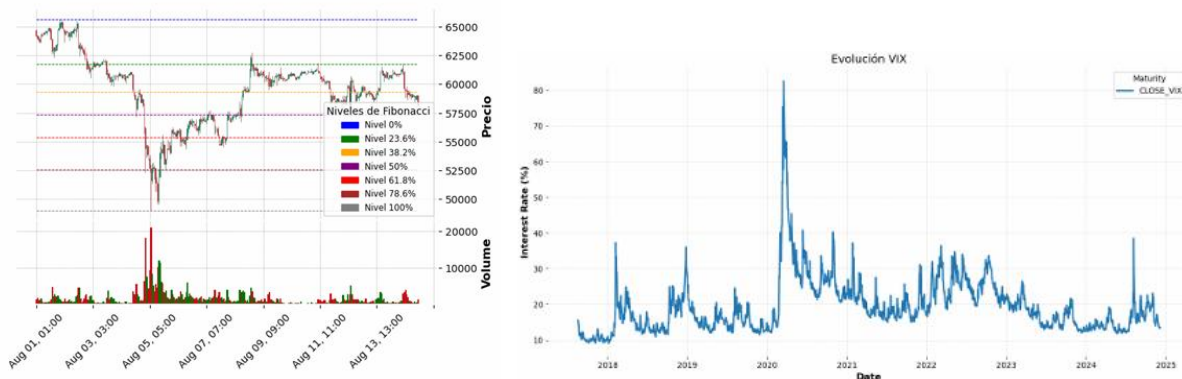 65000
62500
60000
57500
55000
52500
50000
Precio
Niveles de Fibonacci
Nivel 0%
Nivel 23.6%
Nivel 38.2%
Nivel 50%
Nivel 61.8%
Nivel 78.6%
Nivel 100%
20000
10000
Volume
Aug 01, 01:00
Aug 03, 03:00
Aug 05, 05:00
Aug 07, 07:00
Aug 09, 09:00
Aug 11, 11:00
Aug 13, 13:00
Evolución VIX
Maturity
CLOSE_VIX
Interest Rate (%)
80
70
60
50
40
30
20
10
2018
2019
2020
2021
2022
2023
2024
2025
Date